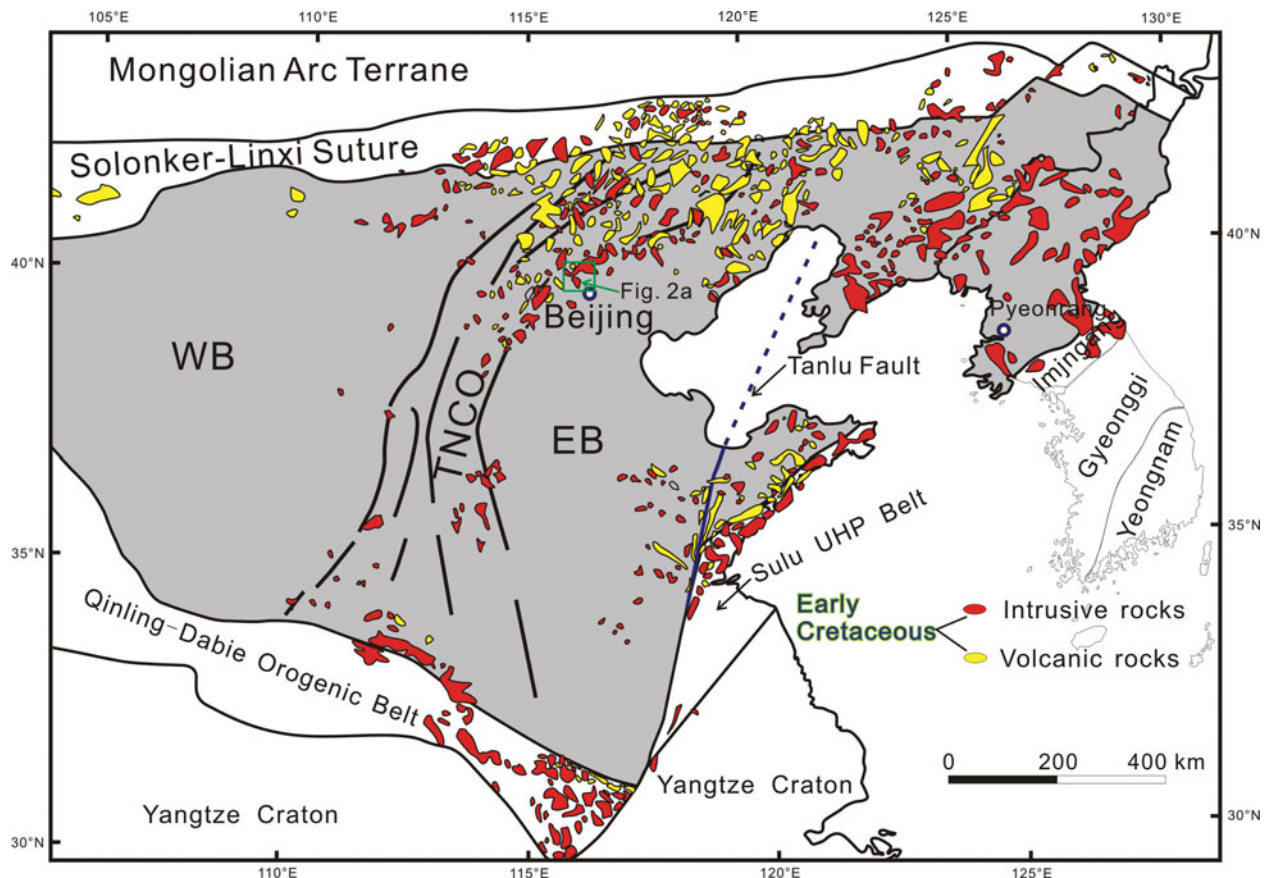 105°E 110°E 115°E 120°E 125°E 130°E
Mongolian Arc Terrane
Solonker-Linxi Suture
40°N
40°N
Fig. 2a
Beijing
Pyeonrang
Imjingang
WB
TNCO
EB
Tanlu Fault
Gyeonggi
Yeongnam
35°N
35°N
Sulu UHP Belt
Qinling-Dabie Orogenic Belt
Early
Cretaceous
Intrusive rocks
Volcanic rocks
0 200 400 km
Yangtze Craton
Yangtze Craton
30°N
30°N
110°E 115°E 120°E 125°E